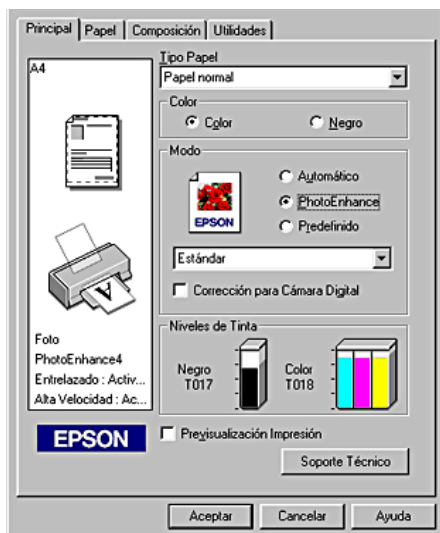 Principal
Papel
Composición
Utilidades
A4
Foto
PhotoEnhance4
Entrelazado : Activ...
Alta Velocidad : Ac...
EPSON
Tipo Papel
Papel normal
Color
Color
Negro
Modo
EPSON
Automático
PhotoEnhance
Predefinido
Estándar
Corrección para Cámara Digital
Niveles de Tinta
Negro
T017
Color
T018
Previsualización Impresión
Soporte Técnico
Aceptar
Cancelar
Ayuda